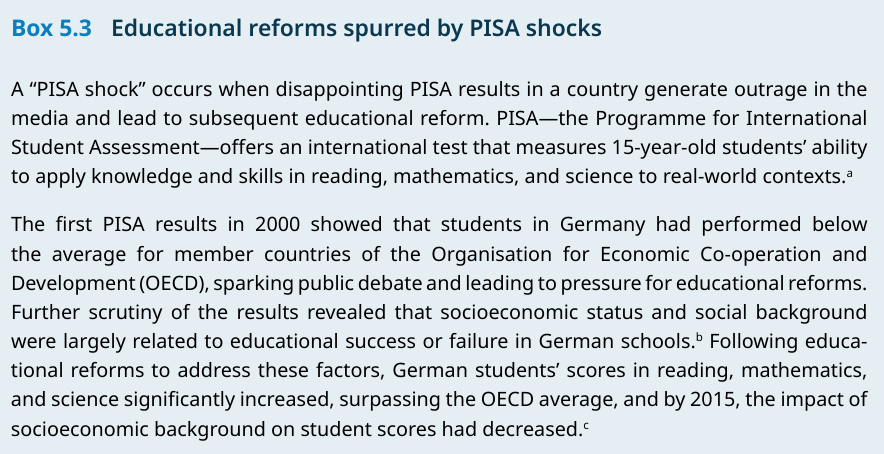 Box 5.3 Educational reforms spurred by PISA shocks
A “PISA shock” occurs when disappointing PISA results in a country generate outrage in the
media and lead to subsequent educational reform. PISA—the Programme for International
Student Assessment—offers an international test that measures 15-year-old students’ ability
to apply knowledge and skills in reading, mathematics, and science to real-world contexts.a
The first PISA results in 2000 showed that students in Germany had performed below
the average for member countries of the Organisation for Economic Co-operation and
Development (OECD), sparking public debate and leading to pressure for educational reforms.
Further scrutiny of the results revealed that socioeconomic status and social background
were largely related to educational success or failure in German schools.b Following educa-
tional reforms to address these factors, German students’ scores in reading, mathematics,
and science significantly increased, surpassing the OECD average, and by 2015, the impact of
socioeconomic background on student scores had decreased.c